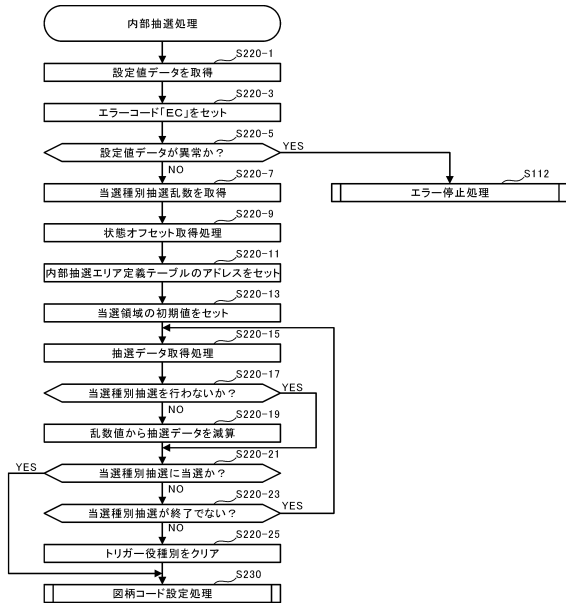 内部抽選処理
S220-1
設定値データを取得
S220-3
エラーコード「EC」をセット
S220-5
設定値データが異常か？
YES
NO
S220-7
当選種別抽選乱数を取得
S112
エラー停止処理
S220-9
状態オフセット取得処理
S220-11
内部抽選エリア定義テーブルのアドレスをセット
S220-13
当選領域の初期値をセット
S220-15
抽選データ取得処理
S220-17
当選種別抽選を行わないか？
YES
NO
S220-19
乱数値から抽選データを減算
S220-21
YES
当選種別抽選に当選か？
NO
S220-23
当選種別抽選が終了でない？
YES
NO
S220-25
トリガー役種別をクリア
S230
図柄コード設定処理